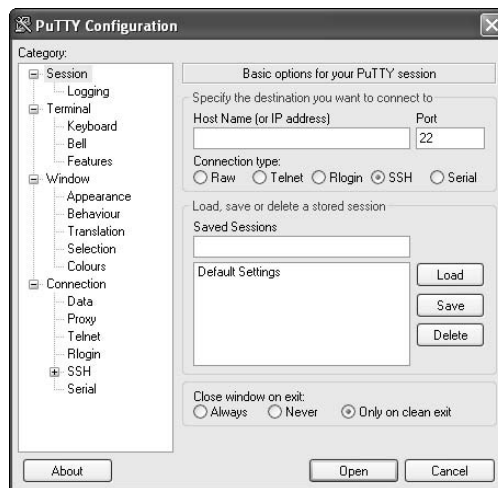 PuTTY Configuration
Category:
Session
Logging
Terminal
Keyboard
Bell
Features
Window
Appearance
Behaviour
Translation
Selection
Colours
Connection
Data
Proxy
Telnet
Rlogin
SSH
Serial
Basic options for your PuTTY session
Specify the destination you want to connect to
Host Name (or IP address) Port
22
Connection type:
Raw Telnet Rlogin SSH Serial
Load, save or delete a stored session
Saved Sessions
Default Settings
Load
Save
Delete
Close window on exit:
Always Never Only on clean exit
About Open Cancel